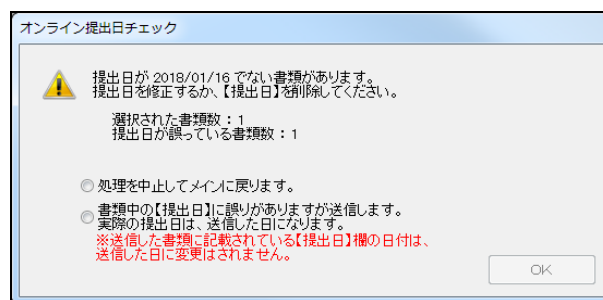 オンライン提出日チェック
提出日が 2018/01/16 でない書類があります。
提出日を修正するか、【提出日】を削除してください。
選択された書類数：1
提出日が誤っている書類数：1
処理を中止してメインに戻ります。
書類中の【提出日】に誤りがありますが送信します。
実際の提出日は、送信した日になります。
※送信した書類に記載されている【提出日】欄の日付は、
送信した日に変更はされません。
OK